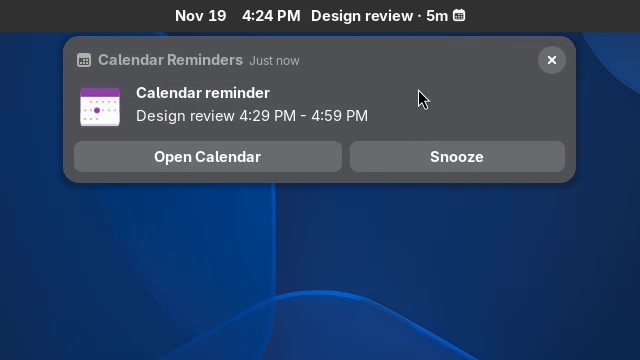 Nov 19 4:24 PM Design review · 5m
Calendar Reminders Just now
Calendar reminder
Design review 4:29 PM - 4:59 PM
Open Calendar Snooze